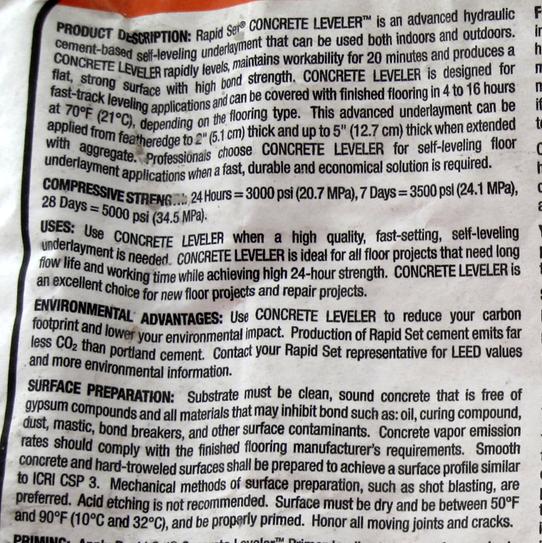 PRODUCT DESCRIPTION: Rapid Set® CONCRETE LEVELER™ is an advanced hydraulic
cement-based self-leveling underlayment that can be used both indoors and outdoors.
CONCRETE LEVELER rapidly levels, maintains workability for 20 minutes and produces a
flat, strong surface with high bond strength. CONCRETE LEVELER is designed for
fast-track leveling applications and can be covered with finished flooring in 4 to 16 hours
at 70°F (21°C), depending on the flooring type. This advanced underlayment can be
applied from featheredge to 2" (5.1 cm) thick and up to 5" (12.7 cm) thick when extended
with aggregate. Professionals choose CONCRETE LEVELER for self-leveling floor
underlayment applications when a fast, durable and economical solution is required.
COMPRESSIVE 24 Hours = 3000 psi (20.7 MPa), 7 Days = 3500 psi (24.1 MPa),
28 Days = 5000 psi (34.5 MPa).
USES: Use CONCRETE LEVELER when a high quality, fast-setting, self-leveling
underlayment is needed. CONCRETE LEVELER is ideal for all floor projects that need long
flow life and working time while achieving high 24-hour strength. CONCRETE LEVELER is
an excellent choice for new floor projects and repair projects.
ENVIRONMENTAL ADVANTAGES: Use CONCRETE LEVELER to reduce your carbon
footprint and lower your environmental impact. Production of Rapid Set cement emits far
less CO₂ than portland cement. Contact your Rapid Set representative for LEED values
and more environmental information.
SURFACE PREPARATION: Substrate must be clean, sound concrete that is free of
gypsum compounds and all materials that may inhibit bond such as: oil, curing compound,
dust, mastic, bond breakers, and other surface contaminants. Concrete vapor emission
rates should comply with the finished flooring manufacturer's requirements. Smooth
concrete and hard-troweled surfaces shall be prepared to achieve a surface profile similar
to ICRI CSP 3. Mechanical methods of surface preparation, such as shot blasting, are
preferred. Acid etching is not recommended. Surface must be dry and be between 50°F
and 90°F (10°C and 32°C), and be properly primed. Honor all moving joints and cracks.
PRIMING: